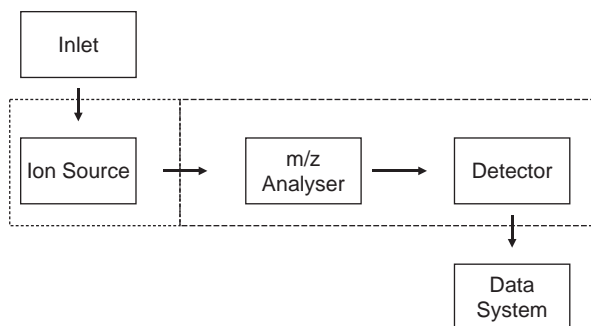 Inlet
Ion Source
m/z
Analyser
Detector
Data
System